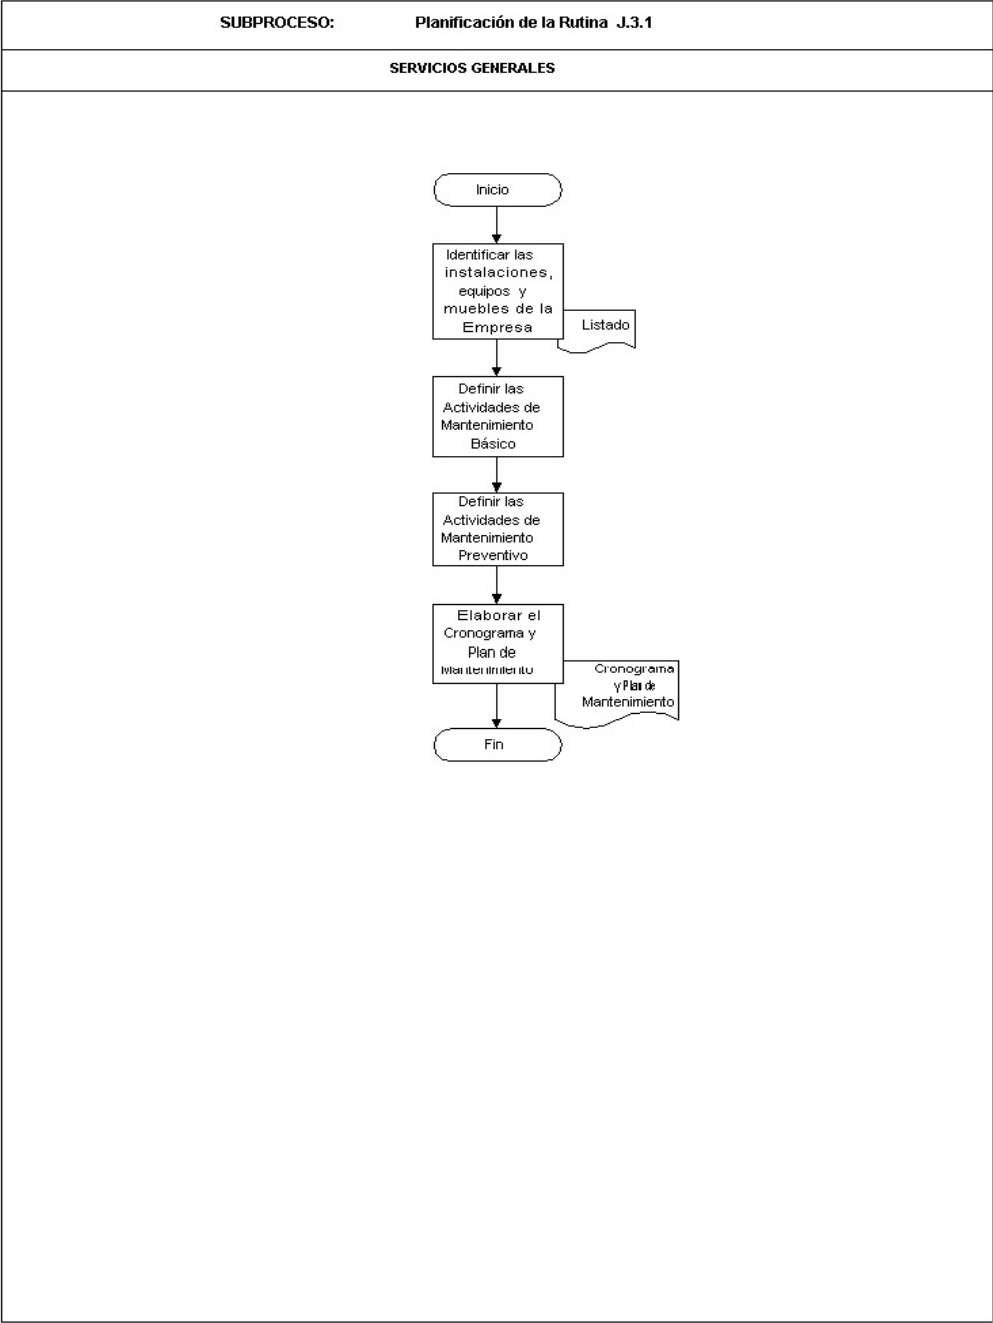 SUBPROCESO: Planificación de la Rutina J.3.1
SERVICIOS GENERALES
Inicio
Identificar las
instalaciones,
equipos y
muebles de la
Empresa
Listado
Definir las
Actividades de
Mantenimiento
Básico
Definir las
Actividades de
Mantenimiento
Preventivo
Elaborar el
Cronograma y
Plan de
Mantenimiento
Cronograma
y Plan de
Mantenimiento
Fin